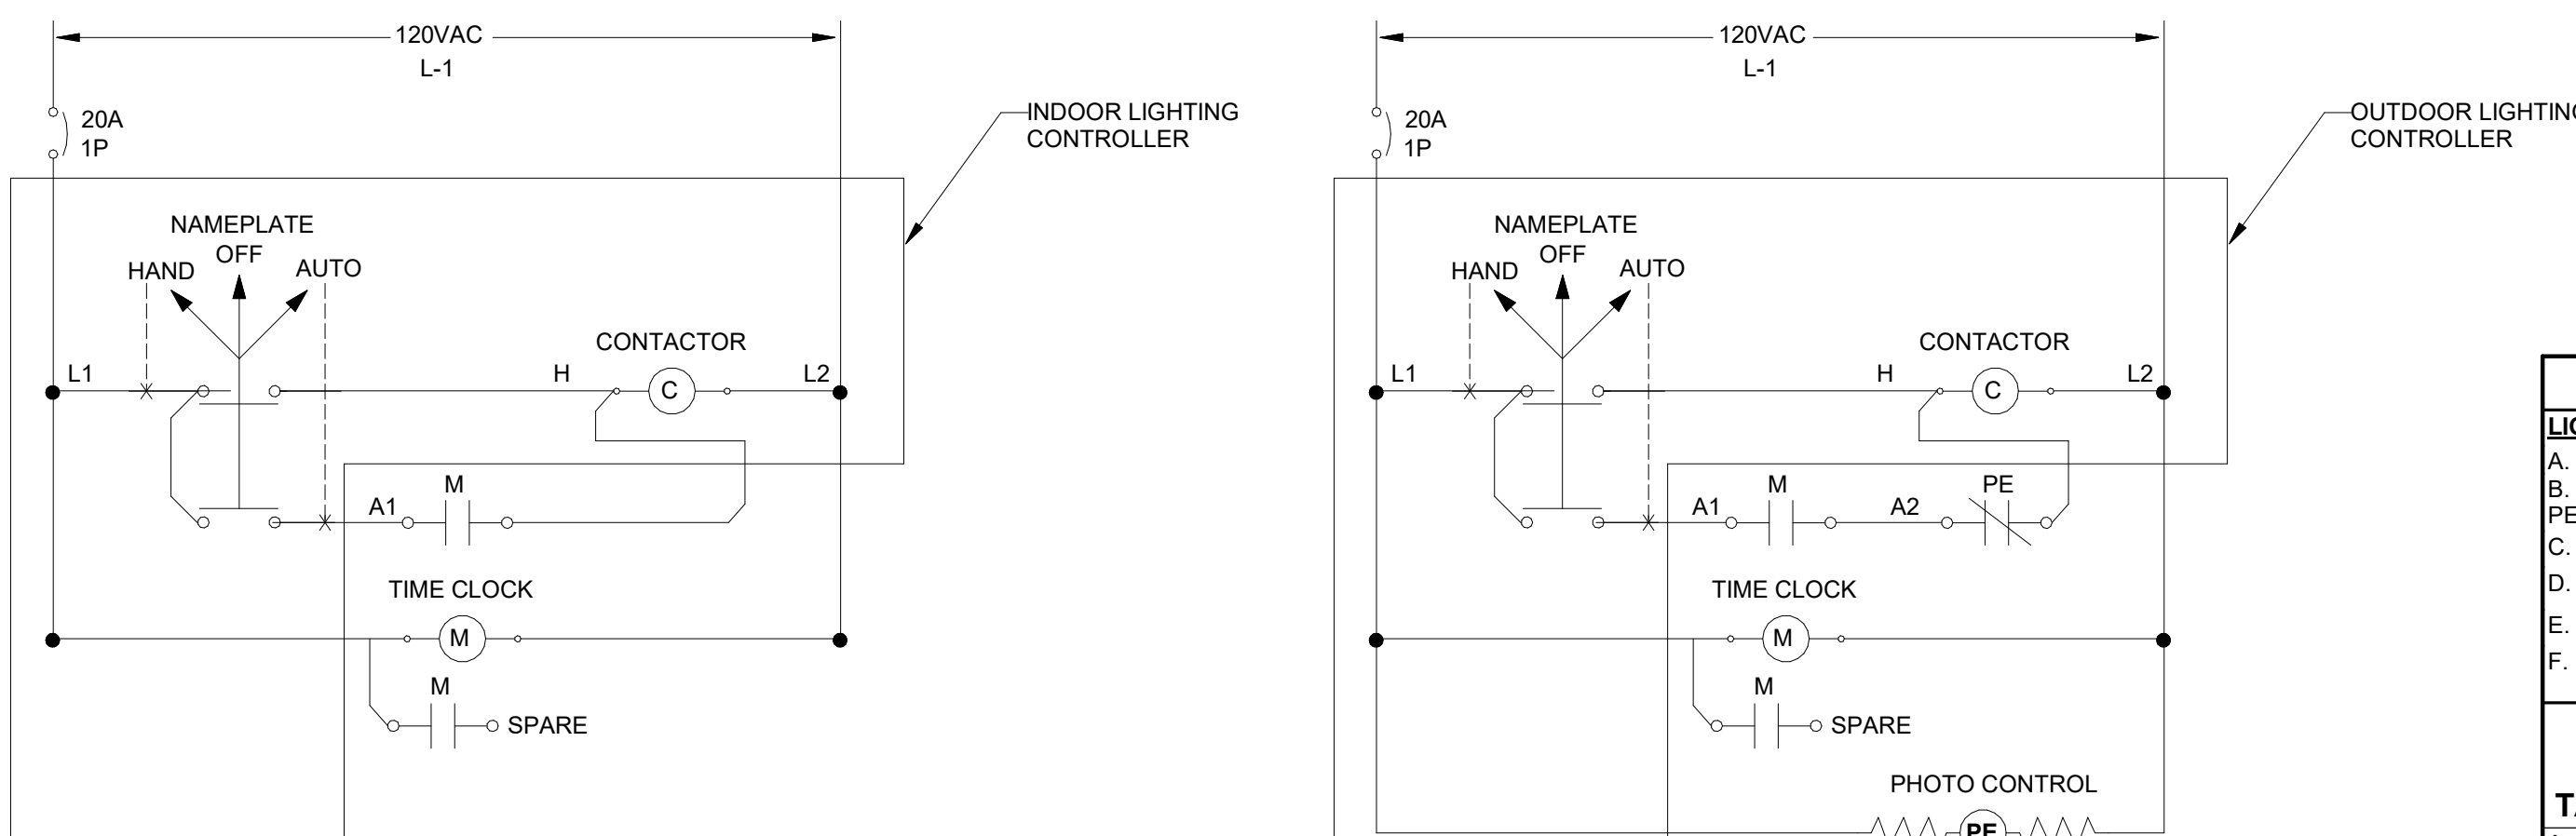 120VAC
L-1
20A
1P
INDOOR LIGHTING
CONTROLLER
NAMEPLATE
OFF
HAND
AUTO
CONTACTOR
L1
H
C
L2
M
A1
TIME CLOCK
M
M
SPARE
120VAC
L-1
20A
1P
OUTDOOR LIGHTING
CONTROLLER
NAMEPLATE
OFF
HAND
AUTO
CONTACTOR
L1
H
C
L2
M
PE
A1
A2
TIME CLOCK
M
M
SPARE
PHOTO CONTROL
PE
A.
B.
PE
C.
D.
E.
F.